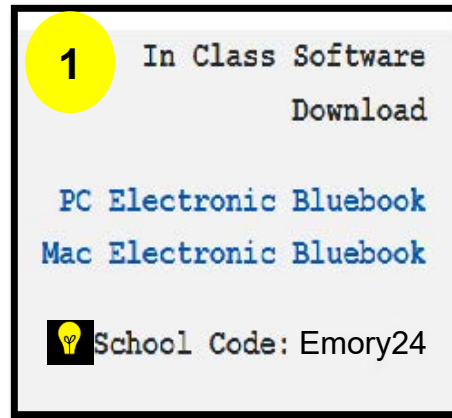 1
In Class Software
Download
PC Electronic Bluebook
Mac Electronic Bluebook
School Code: Emory24